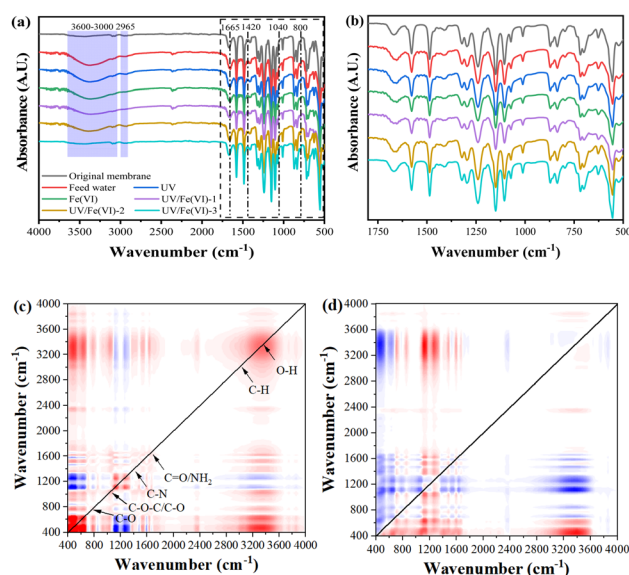 (a)
3600-3000 2965
1665 1420 1040 800
Absorbance (A.U.)
Original membrane
Feed water
UV
Fe(VI)
UV/Fe(VI)-1
UV/Fe(VI)-2
UV/Fe(VI)-3
4000 3500 3000 2500 2000 1500 1000 500
Wavenumber (cm⁻¹)
(b)
Absorbance (A.U.)
1750 1500 1250 1000 750 500
Wavenumber (cm⁻¹)
(c)
4000
3600
3200
2800
2400
2000
1600
1200
800
400
Wavenumber (cm⁻¹)
O-H
C-H
C=O/NH₂
C-N
C-O-C/C-O
C-O
400 800 1200 1600 2000 2400 2800 3200 3600 4000
Wavenumber (cm⁻¹)
(d)
4000
3600
3200
2800
2400
2000
1600
1200
800
400
Wavenumber (cm⁻¹)
400 800 1200 1600 2000 2400 2800 3200 3600 4000
Wavenumber (cm⁻¹)